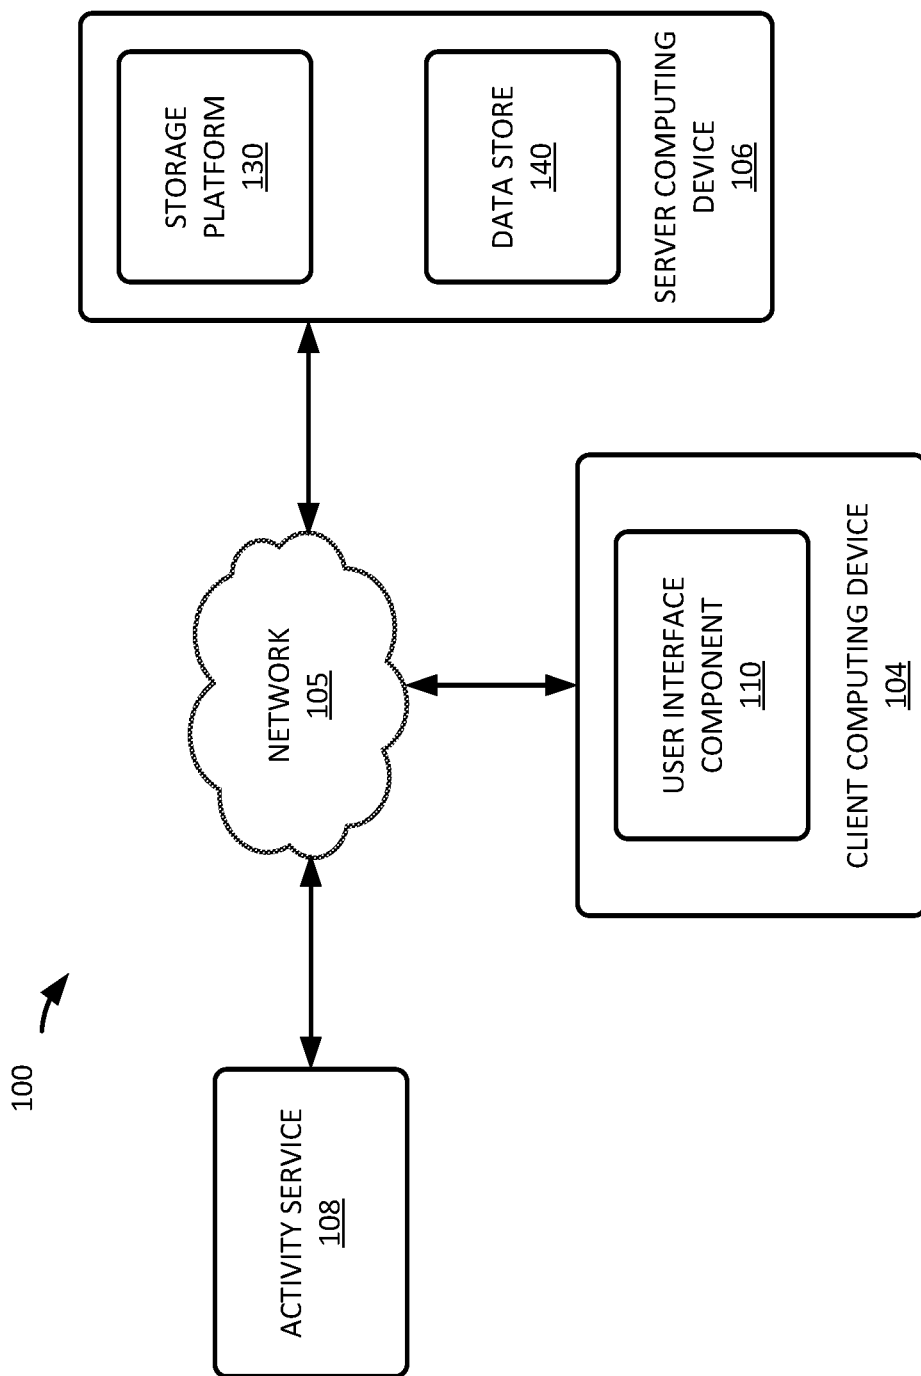 100
ACTIVITY SERVICE
108
NETWORK
105
STORAGE
PLATFORM
130
DATA STORE
140
SERVER COMPUTING
DEVICE
106
USER INTERFACE
COMPONENT
110
CLIENT COMPUTING DEVICE
104